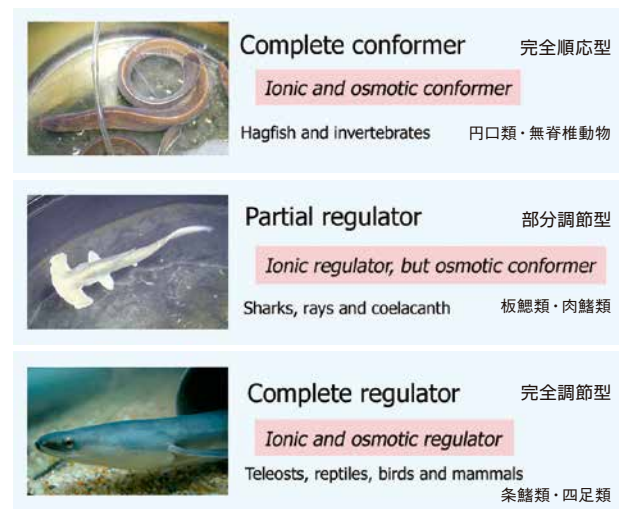 Complete conformer 完全順応型
Ionic and osmotic conformer
Hagfish and invertebrates 円口類・無脊椎動物
Partial regulator 部分調節型
Ionic regulator, but osmotic conformer
Sharks, rays and coelacanth 板鰓類・肉鰭類
Complete regulator 完全調節型
Ionic and osmotic regulator
Teleosts, reptiles, birds and mammals
条鰭類・四足類